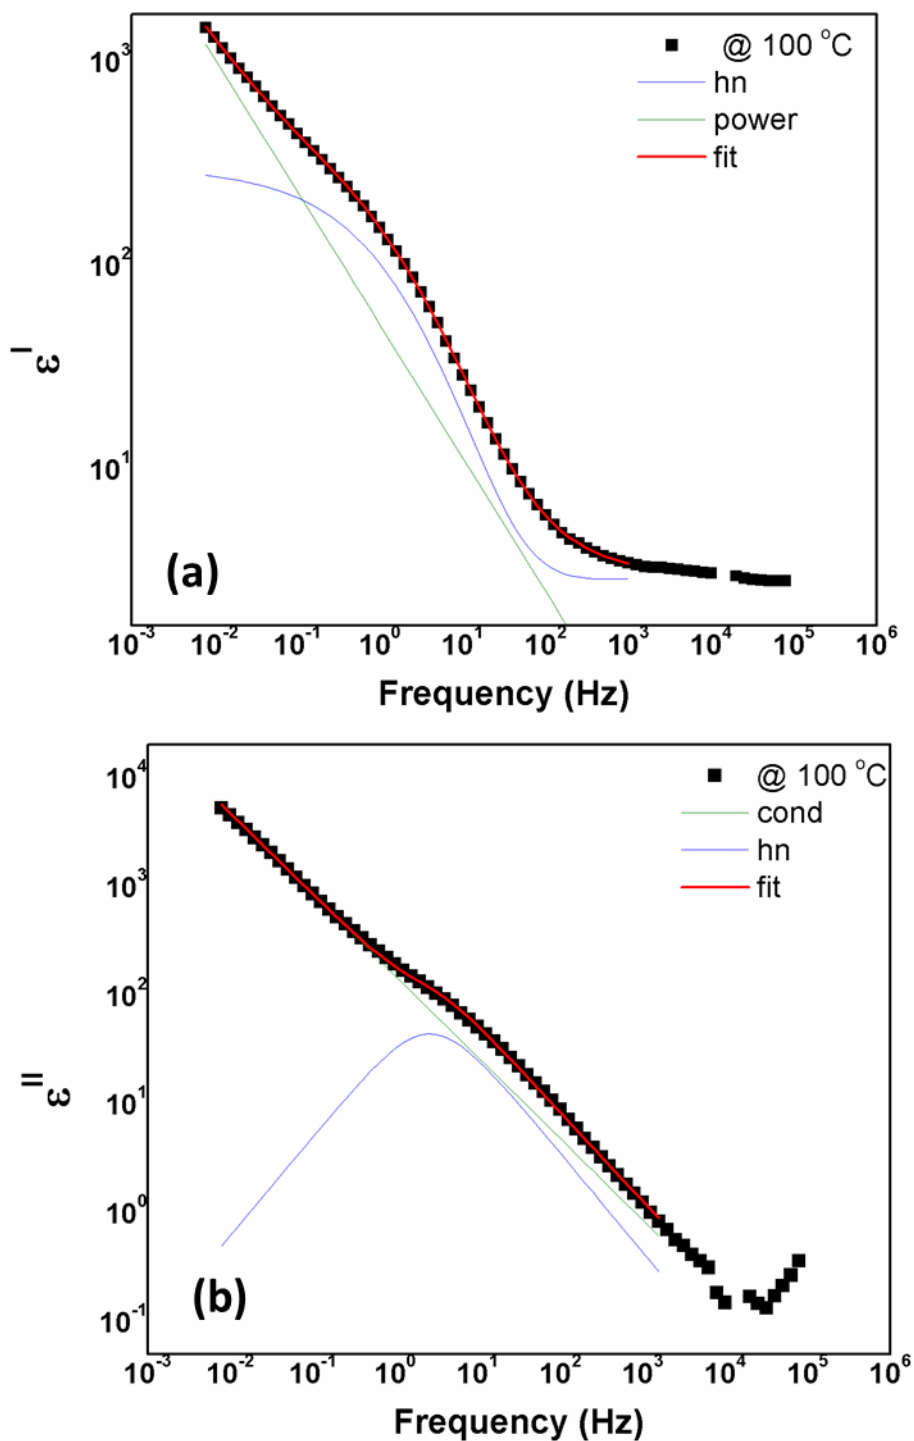 @ 100 °C
hn
power
fit
10³
10²
10¹
εᴵ
(a)
10⁻³ 10⁻² 10⁻¹ 10⁰ 10¹ 10² 10³ 10⁴ 10⁵ 10⁶
Frequency (Hz)
@ 100 °C
cond
hn
fit
10⁴
10³
10²
10¹
10⁰
10⁻¹
εᴵᴵ
(b)
10⁻³ 10⁻² 10⁻¹ 10⁰ 10¹ 10² 10³ 10⁴ 10⁵ 10⁶
Frequency (Hz)